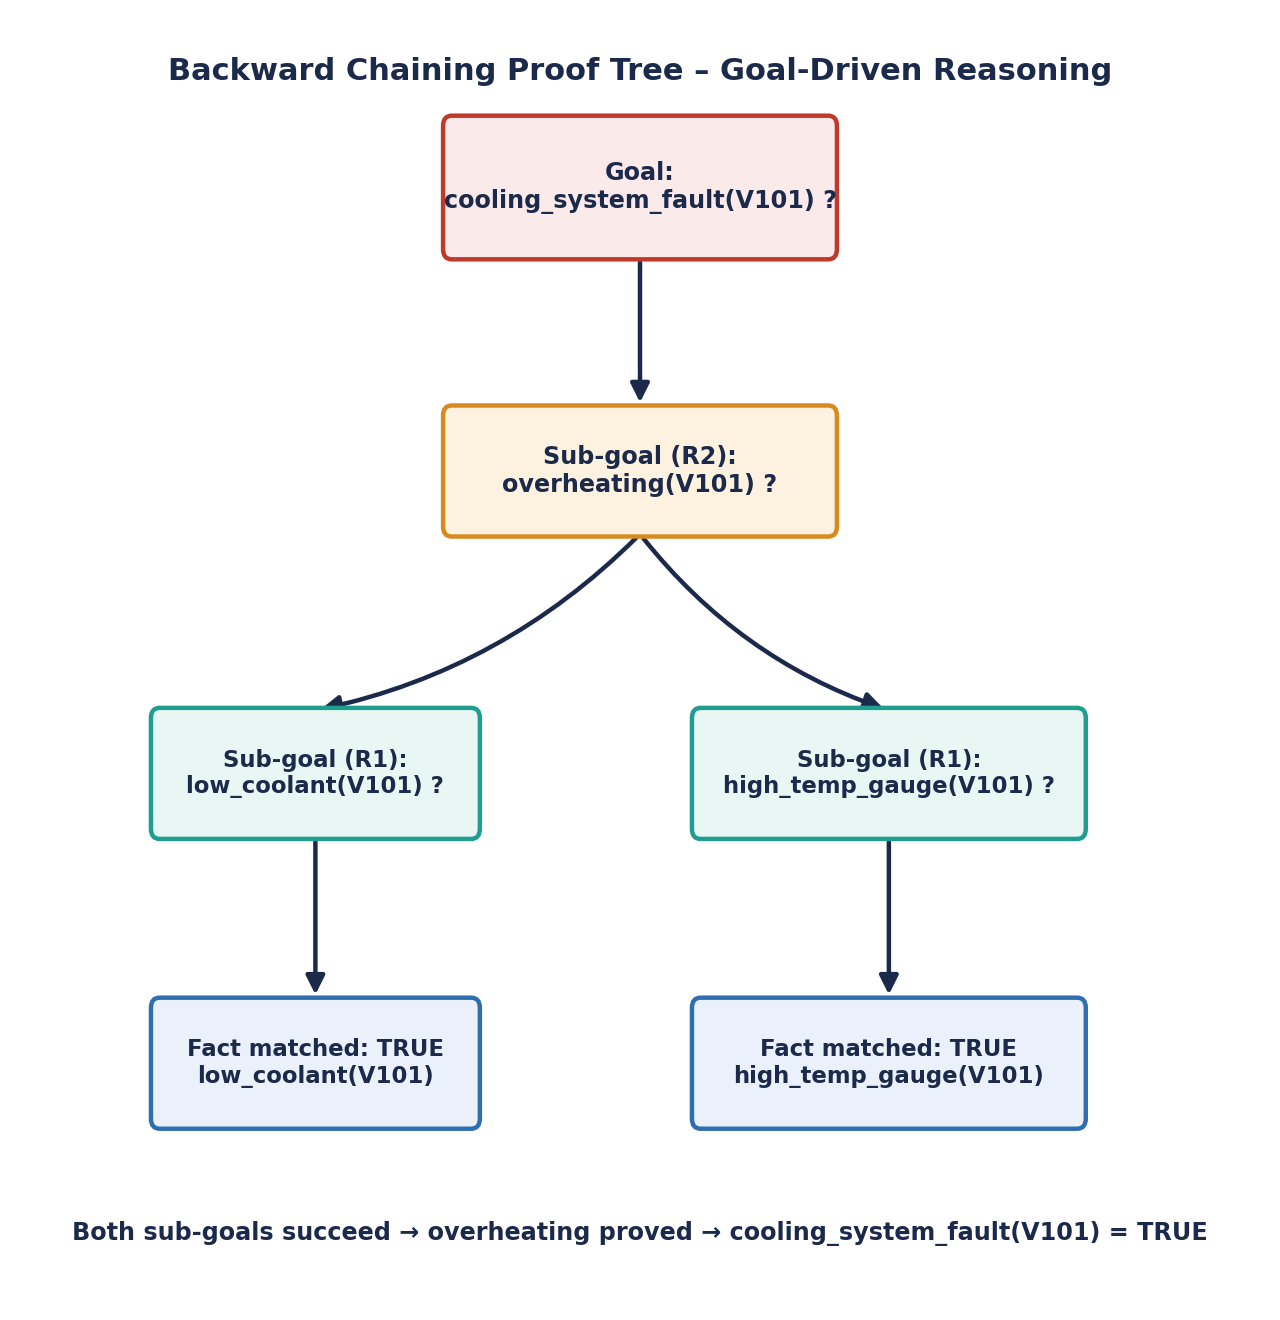 Backward Chaining Proof Tree – Goal-Driven Reasoning
Goal:
cooling_system_fault(V101) ?
Sub-goal (R2):
overheating(V101) ?
Sub-goal (R1):
low_coolant(V101) ?
Sub-goal (R1):
high_temp_gauge(V101) ?
Fact matched: TRUE
low_coolant(V101)
Fact matched: TRUE
high_temp_gauge(V101)
Both sub-goals succeed → overheating proved → cooling_system_fault(V101) = TRUE